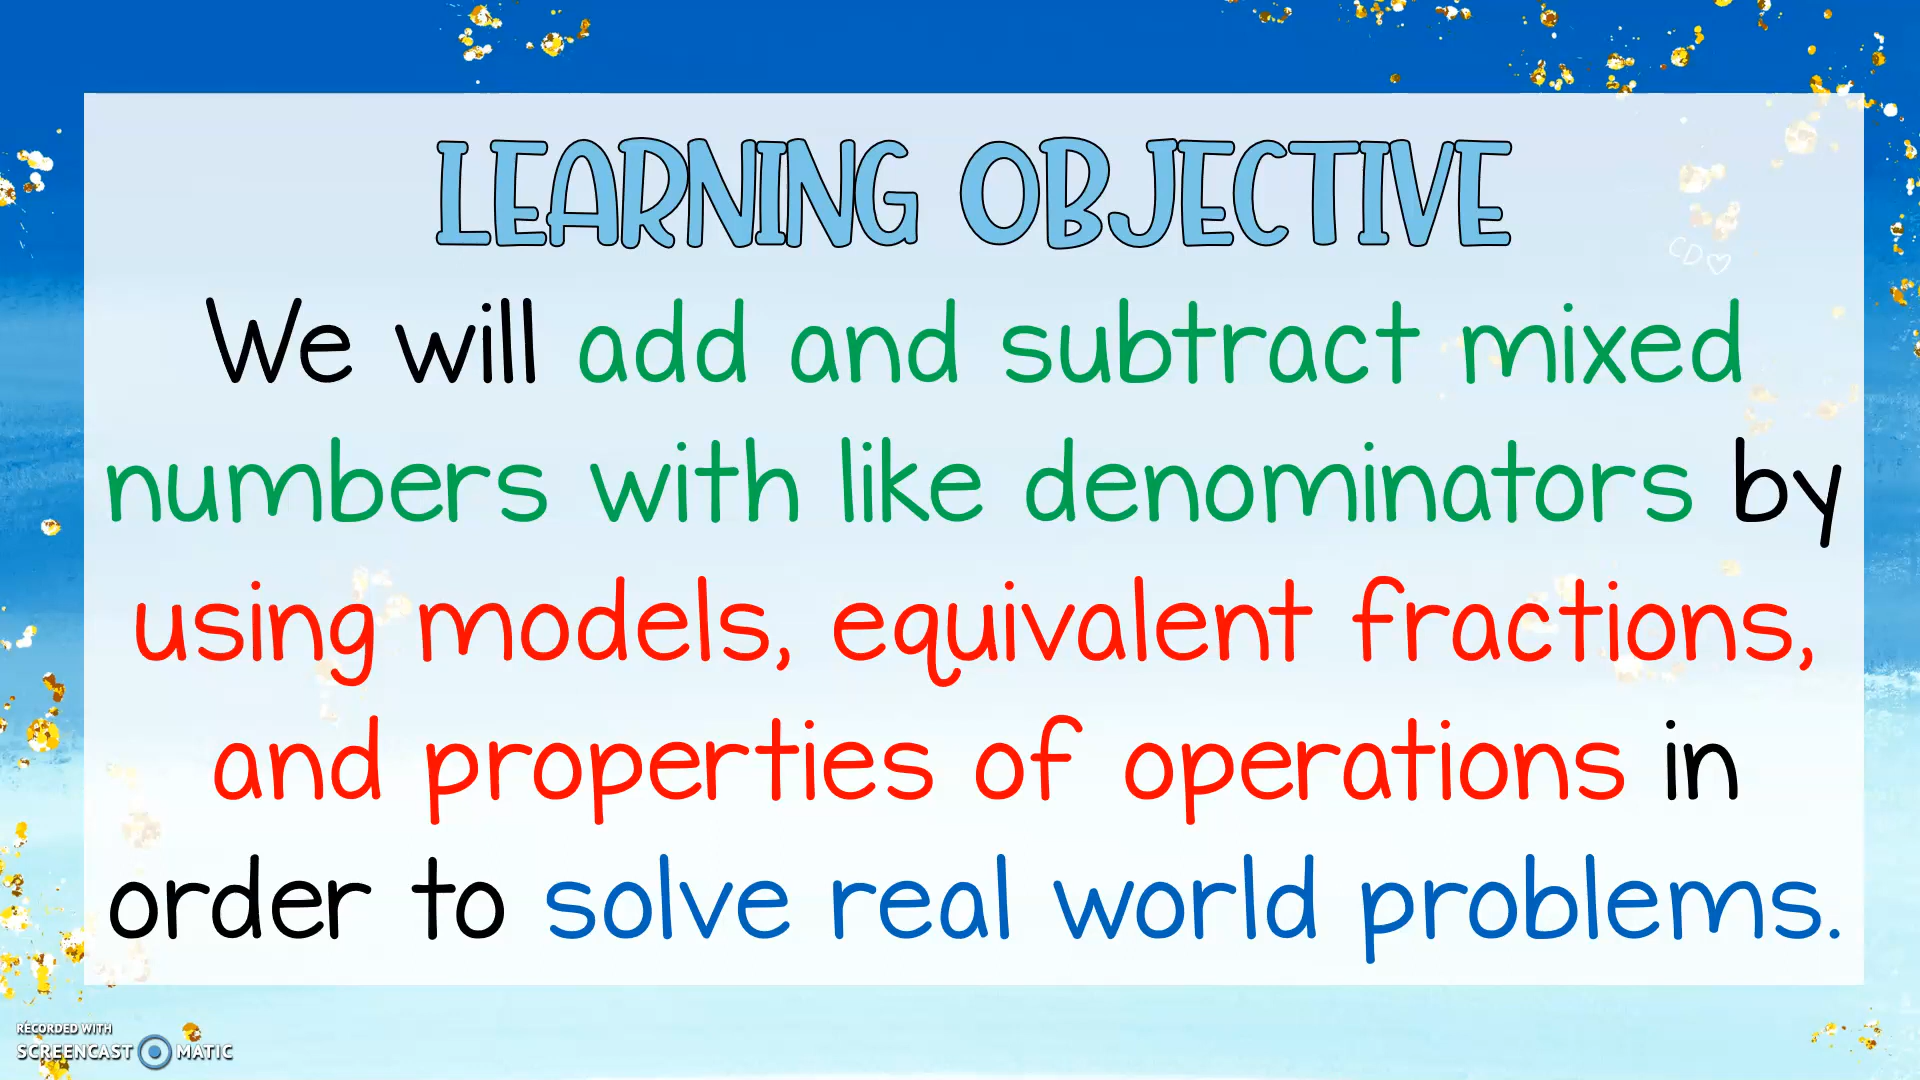 LEARNING OBJECTIVE
CD♡
We will add and subtract mixed
numbers with like denominators by
using models, equivalent fractions,
and properties of operations in
order to solve real world problems.
RECORDED WITH
SCREENCAST MATIC